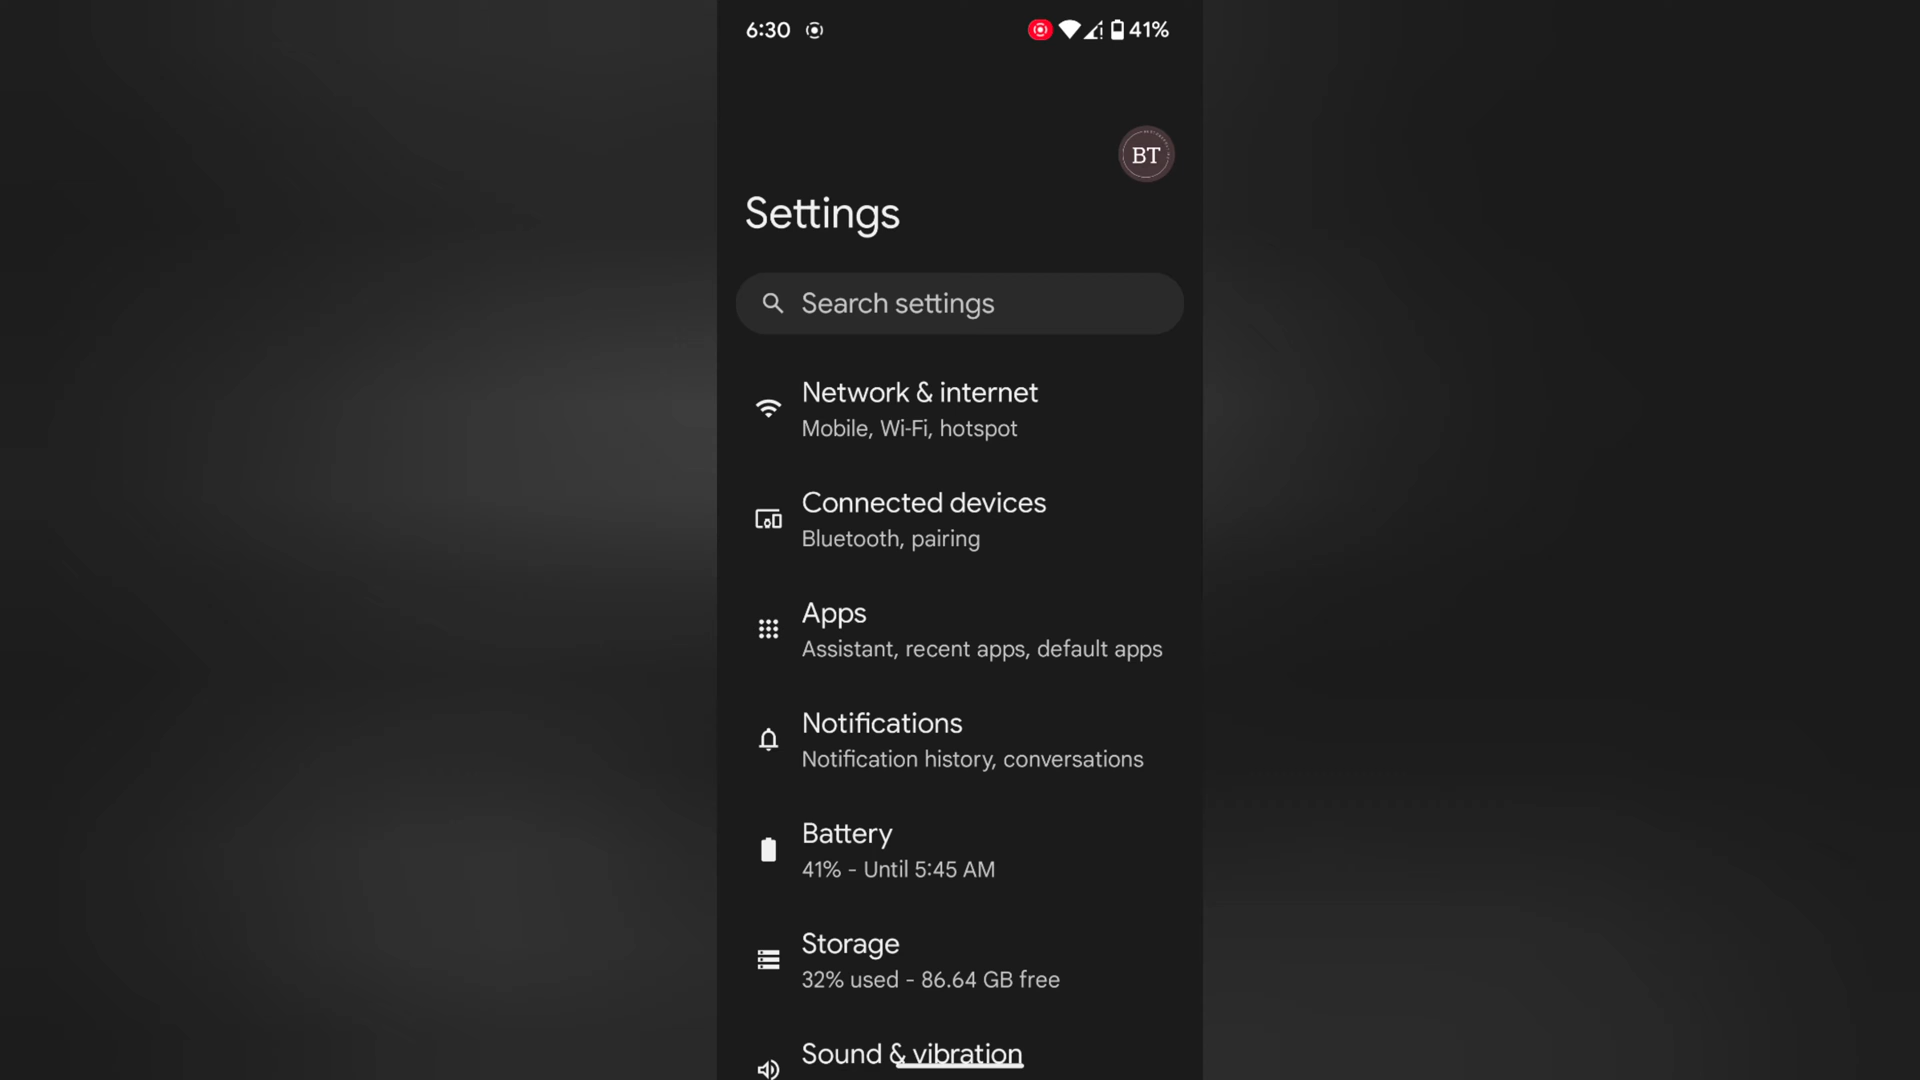 6:30
41%
BT
Settings
Search settings
Network & internet
Mobile, Wi-Fi, hotspot
Connected devices
Bluetooth, pairing
Apps
Assistant, recent apps, default apps
Notifications
Notification history, conversations
Battery
41% - Until 5:45 AM
Storage
32% used - 86.64 GB free
Sound & vibration